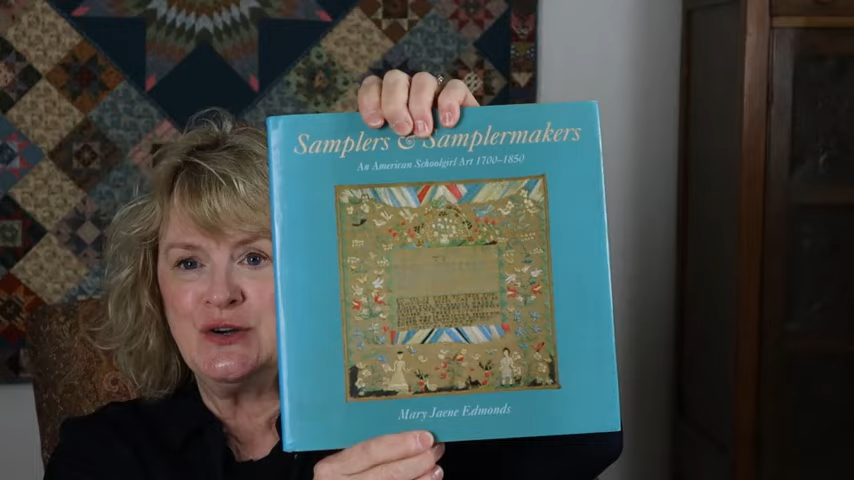 Samplers & Samplermakers
An American Schoolgirl Art 1700–1850
Mary Jaene Edmonds